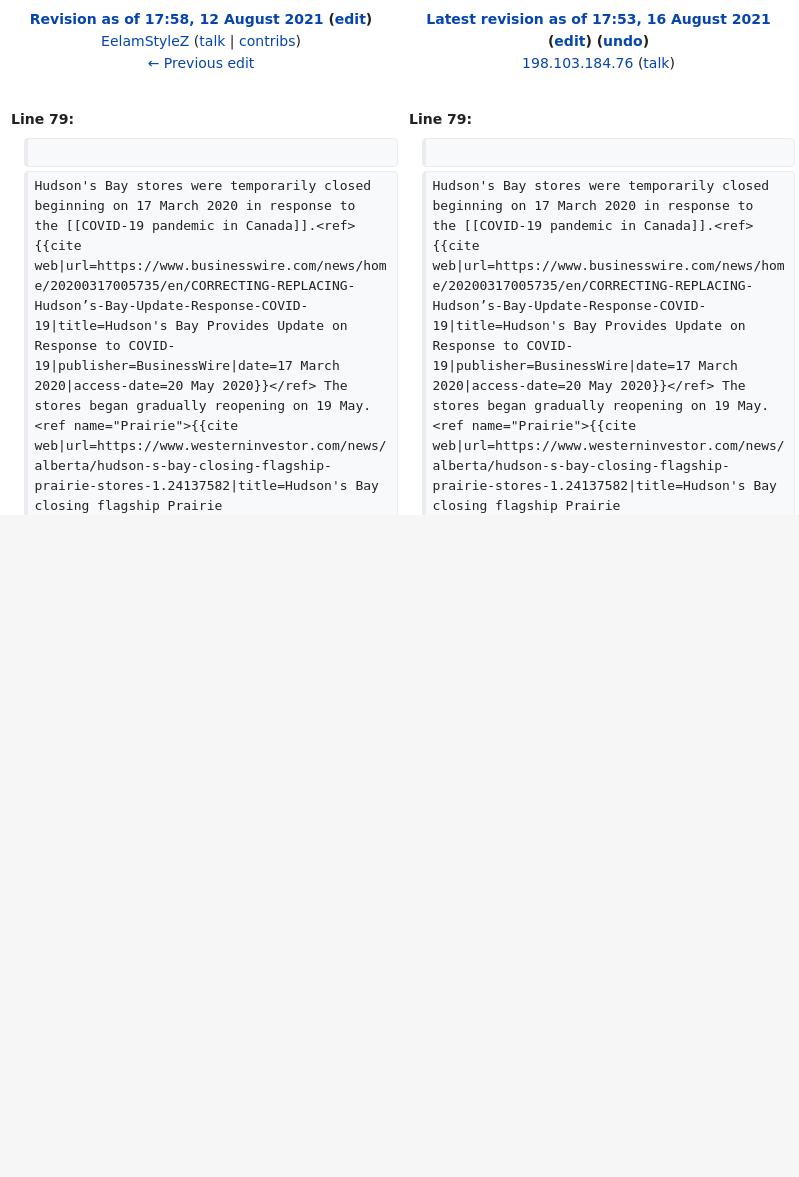 Revision as of 17:58, 12 August 2021 (edit)
EelamStyleZ (talk | contribs)
← Previous edit
Latest revision as of 17:53, 16 August 2021
(edit) (undo)
198.103.184.76 (talk)
Line 79:
Line 79:
Hudson's Bay stores were temporarily closed
beginning on 17 March 2020 in response to
the [[COVID-19 pandemic in Canada]].<ref>
{{cite
web|url=https://www.businesswire.com/news/hom
e/20200317005735/en/CORRECTING-REPLACING-
Hudson’s-Bay-Update-Response-COVID-
19|title=Hudson's Bay Provides Update on
Response to COVID-
19|publisher=BusinessWire|date=17 March
2020|access-date=20 May 2020}}</ref> The
stores began gradually reopening on 19 May.
<ref name="Prairie">{{cite
web|url=https://www.westerninvestor.com/news/
alberta/hudson-s-bay-closing-flagship-
prairie-stores-1.24137582|title=Hudson's Bay
closing flagship Prairie
Hudson's Bay stores were temporarily closed
beginning on 17 March 2020 in response to
the [[COVID-19 pandemic in Canada]].<ref>
{{cite
web|url=https://www.businesswire.com/news/hom
e/20200317005735/en/CORRECTING-REPLACING-
Hudson’s-Bay-Update-Response-COVID-
19|title=Hudson's Bay Provides Update on
Response to COVID-
19|publisher=BusinessWire|date=17 March
2020|access-date=20 May 2020}}</ref> The
stores began gradually reopening on 19 May.
<ref name="Prairie">{{cite
web|url=https://www.westerninvestor.com/news/
alberta/hudson-s-bay-closing-flagship-
prairie-stores-1.24137582|title=Hudson's Bay
closing flagship Prairie